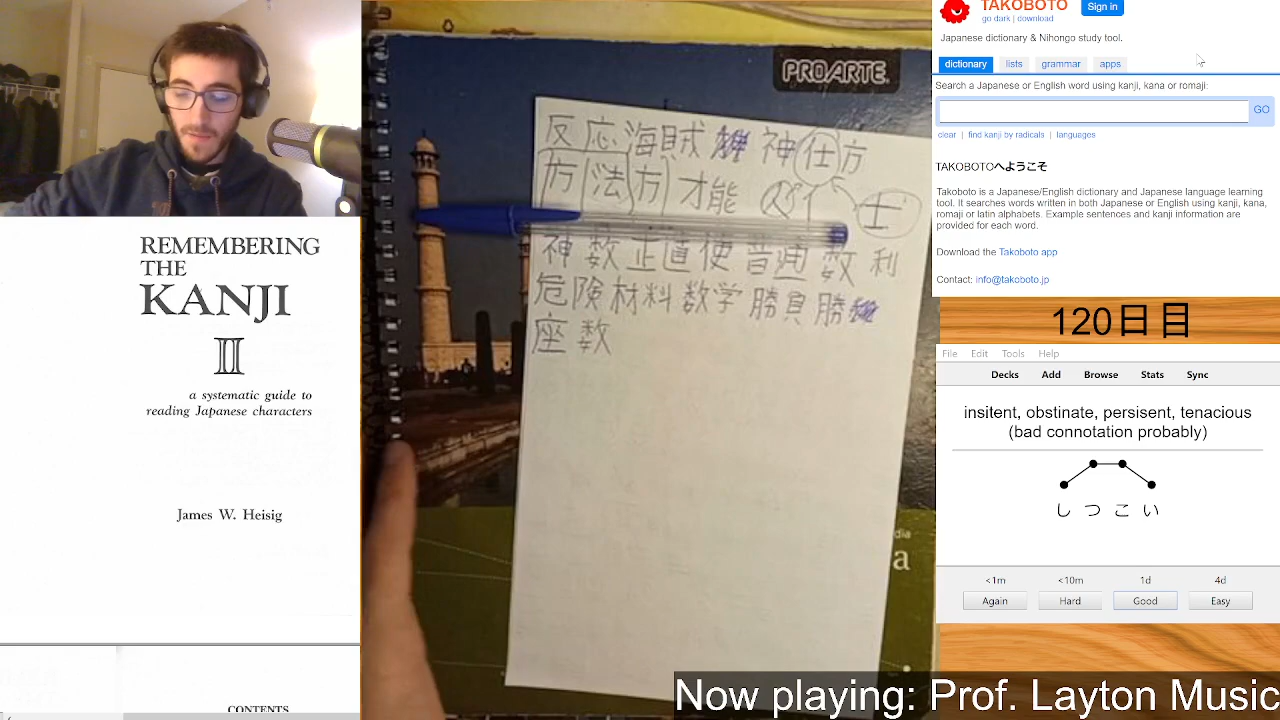 REMEMBERING
THE
KANJI
II
a systematic guide to
reading Japanese characters
James W. Heisig
CONTENTS
PROARTE.
反応海賊 神仕方
方法方才能 士
神数正道使普通数利
危険材料数学勝負勝
座数
dia
a
TAKOBOTO
Sign in
go dark | download
Japanese dictionary & Nihongo study tool.
dictionary lists grammar apps
Search a Japanese or English word using kanji, kana or romaji:
GO
clear | find kanji by radicals | languages
TAKOBOTOへようこそ
Takoboto is a Japanese/English dictionary and Japanese language learning
tool. It searches words written in both Japanese or English using kanji, kana,
romaji or latin alphabets. Example sentences and kanji information are
provided for each word.
Download the Takoboto app
Contact: info@takoboto.jp
120日目
File Edit Tools Help
Decks Add Browse Stats Sync
insitent, obstinate, persisent, tenacious
(bad connotation probably)
しつこい
<1m <10m 1d 4d
Again Hard Good Easy
Now playing: Prof. Layton Music